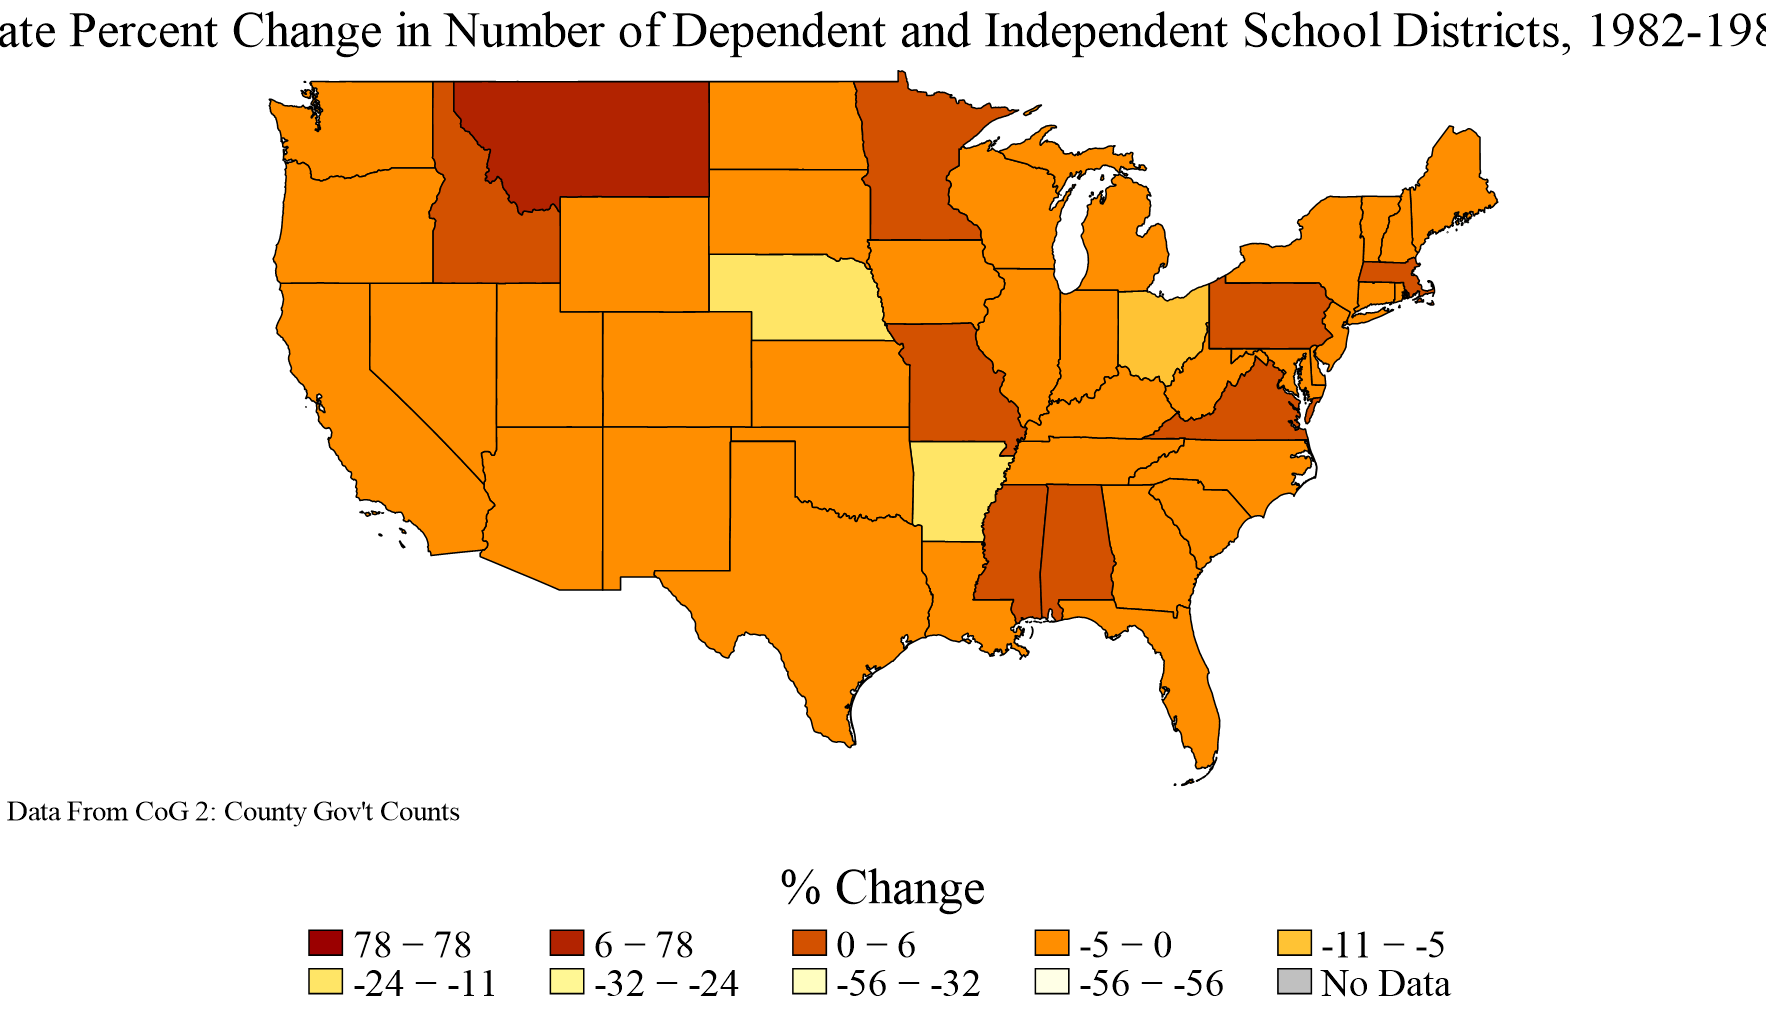 ate Percent Change in Number of Dependent and Independent School Districts, 1982-198
Data From CoG 2: County Gov't Counts
% Change
78 − 78 6 − 78 0 − 6 -5 − 0 -11 − -5
-24 − -11 -32 − -24 -56 − -32 -56 − -56 No Data